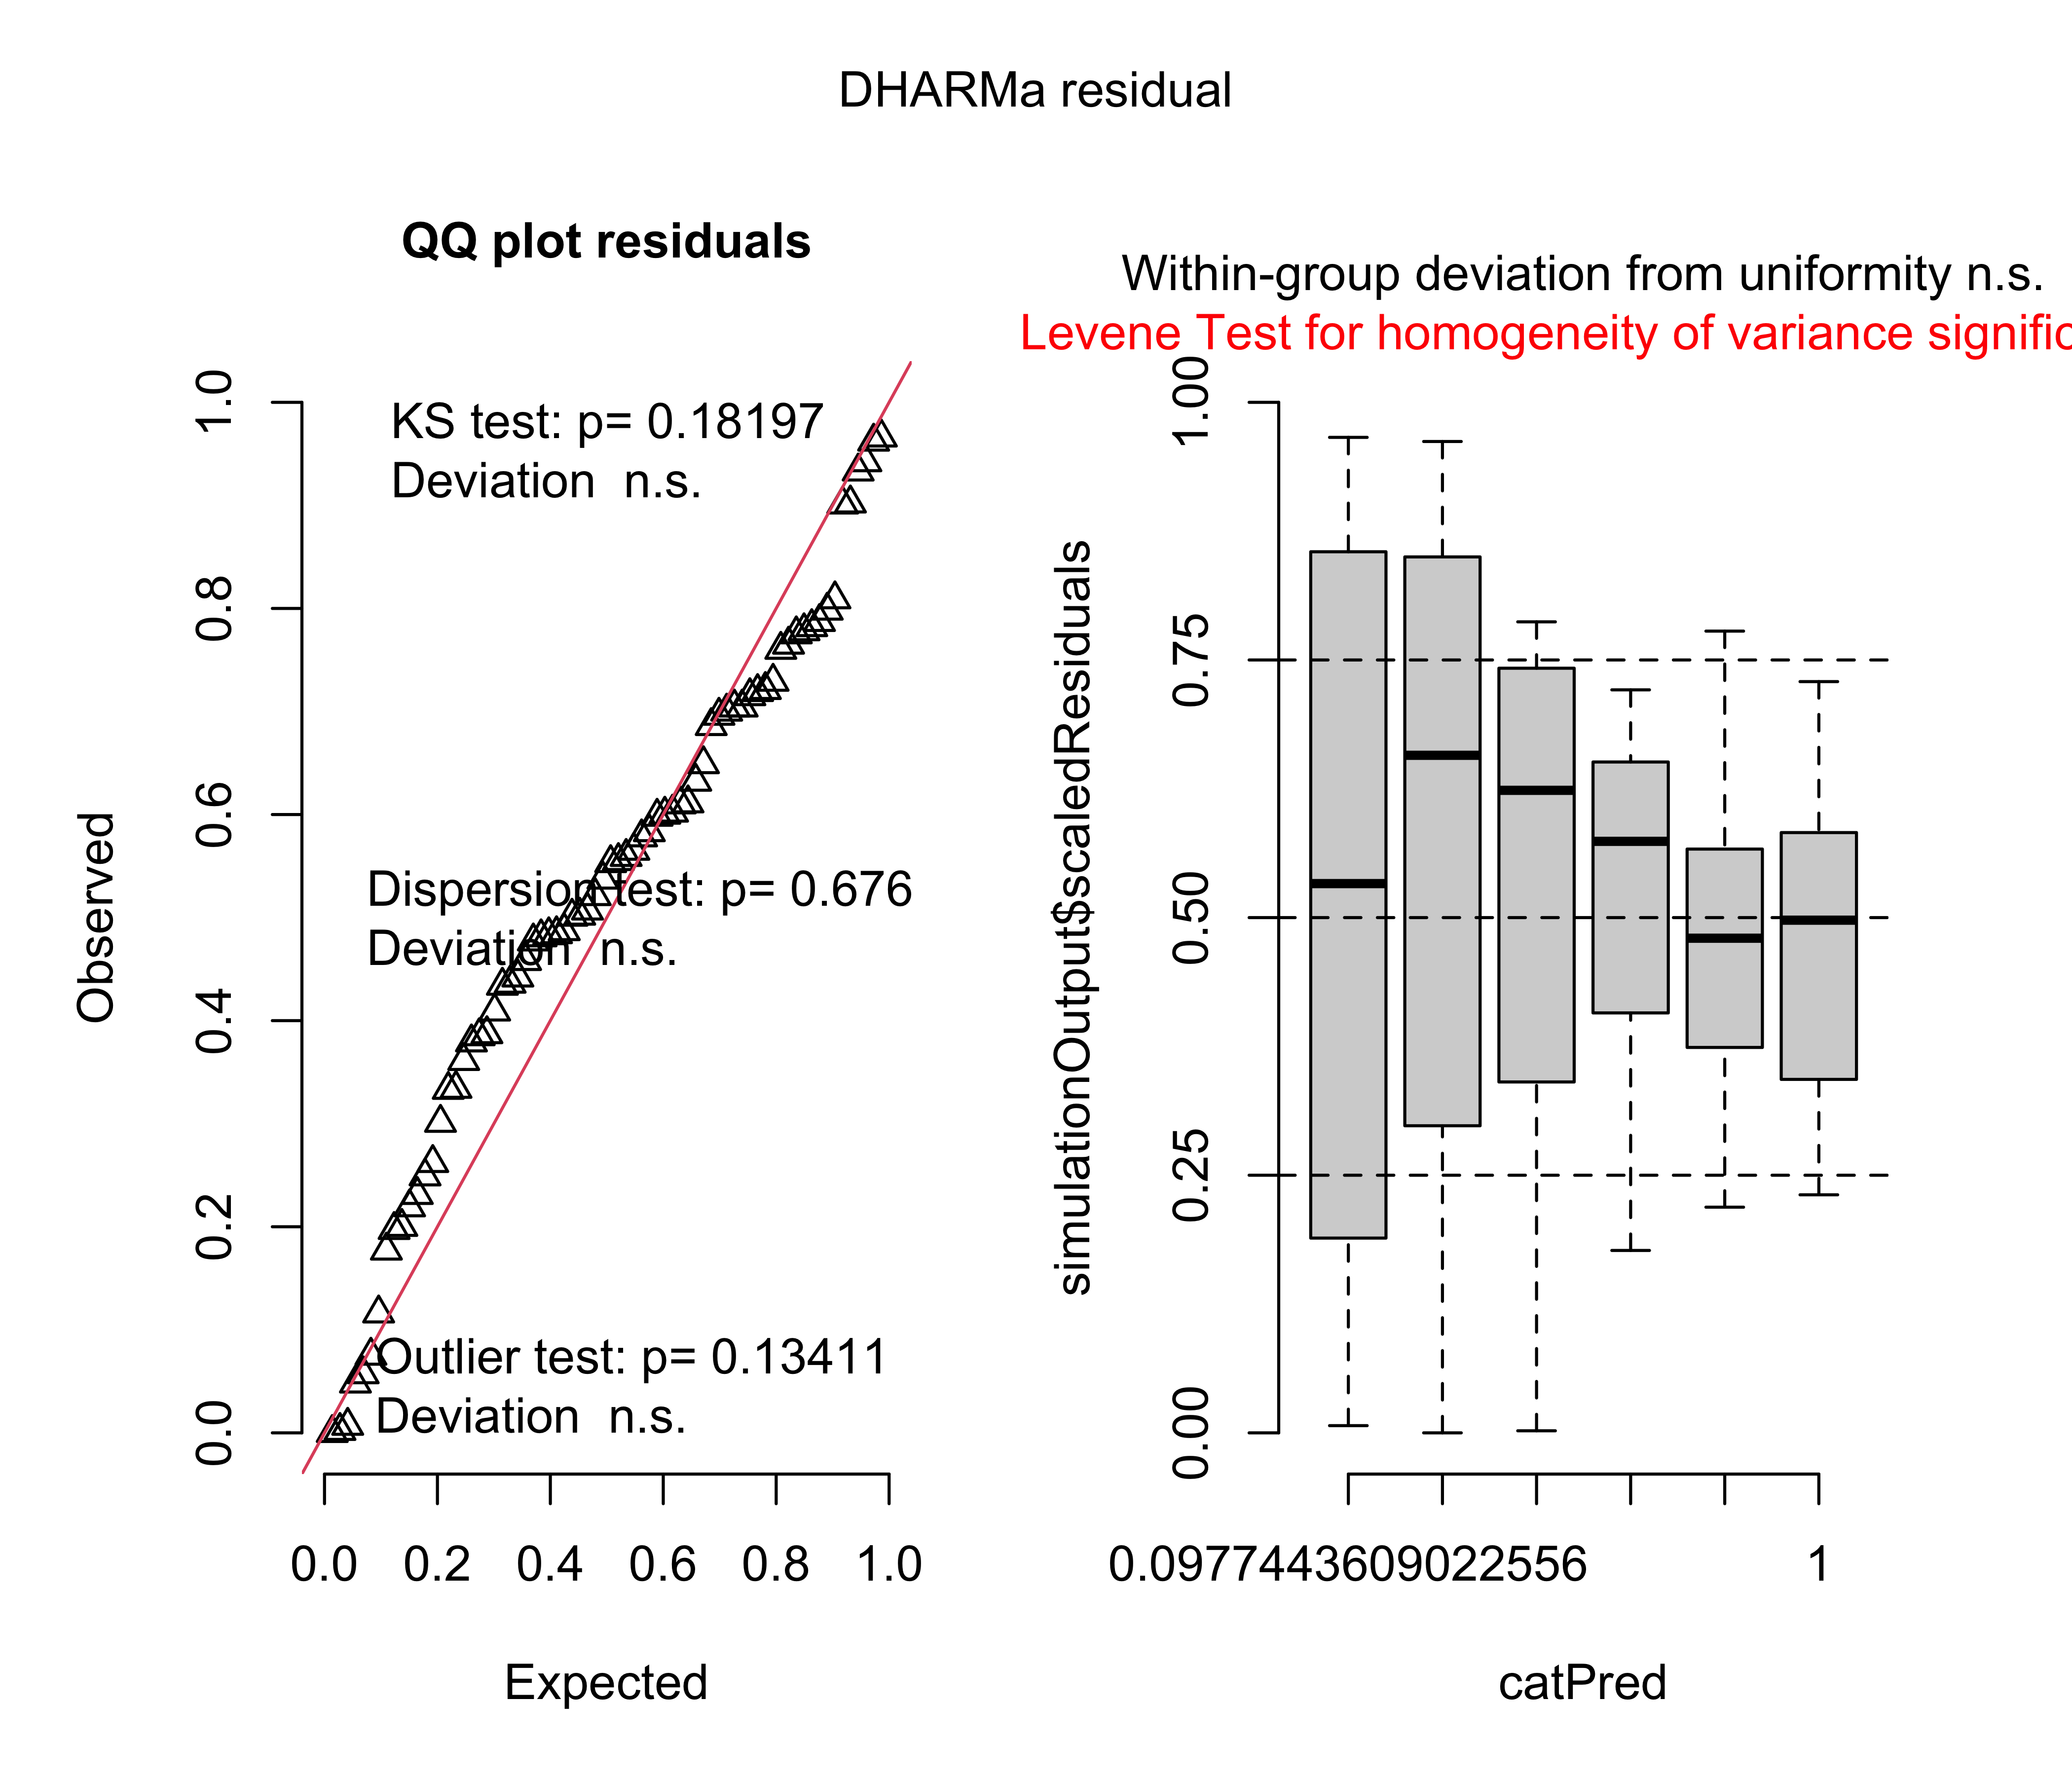 DHARMa residual
QQ plot residuals
KS test: p= 0.18197
Deviation  n.s.
Dispersion test: p= 0.676
Deviation  n.s.
Outlier test: p= 0.13411
Deviation  n.s.
Observed
1.0
0.8
0.6
0.4
0.2
0.0
0.0 0.2 0.4 0.6 0.8 1.0
Expected
Within-group deviation from uniformity n.s.
Levene Test for homogeneity of variance signific
simulationOutput$scaledResiduals
1.00
0.75
0.50
0.25
0.00
0.0977443609022556 1
catPred